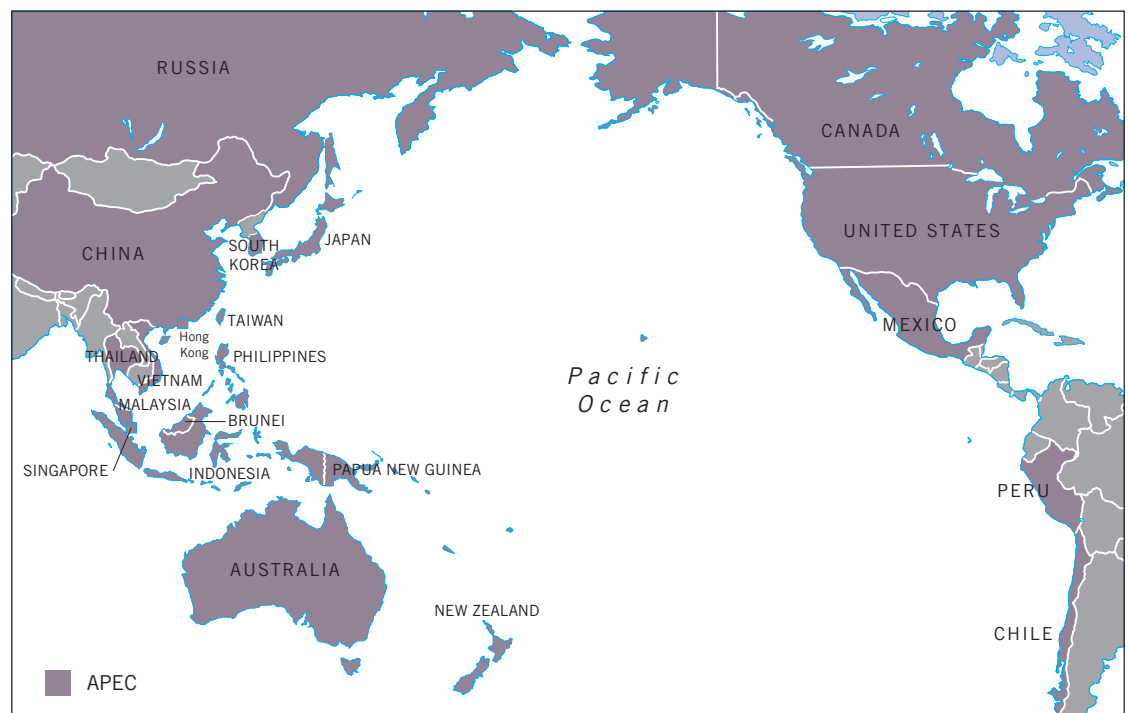 RUSSIA
CANADA
UNITED STATES
CHINA
SOUTH
KOREA
JAPAN
TAIWAN
Hong
Kong
MEXICO
THAILAND
PHILIPPINES
VIETNAM
Pacific
Ocean
MALAYSIA
BRUNEI
SINGAPORE
INDONESIA
PAPUA NEW GUINEA
PERU
AUSTRALIA
NEW ZEALAND
CHILE
APEC